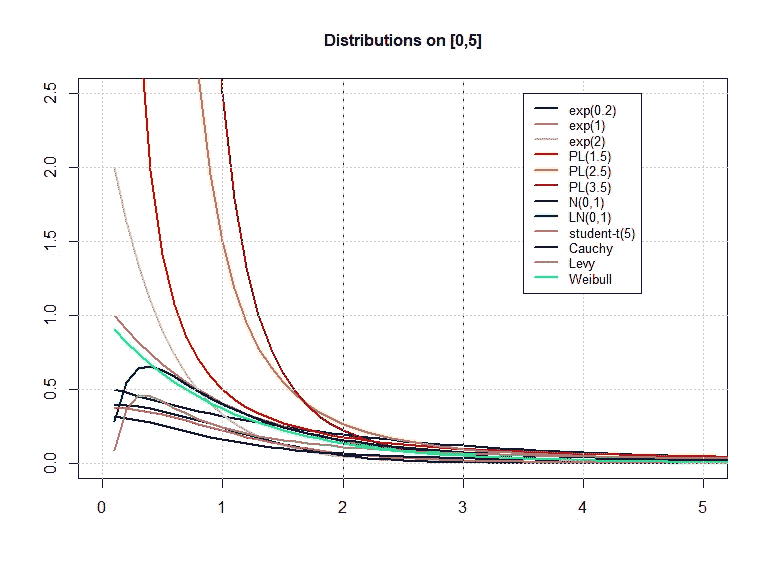 Distributions on [0,5]
2.5
2.0
1.5
1.0
0.5
0.0
exp(0.2)
exp(1)
exp(2)
PL(1.5)
PL(2.5)
PL(3.5)
N(0,1)
LN(0,1)
student-t(5)
Cauchy
Levy
Weibull
0 1 2 3 4 5